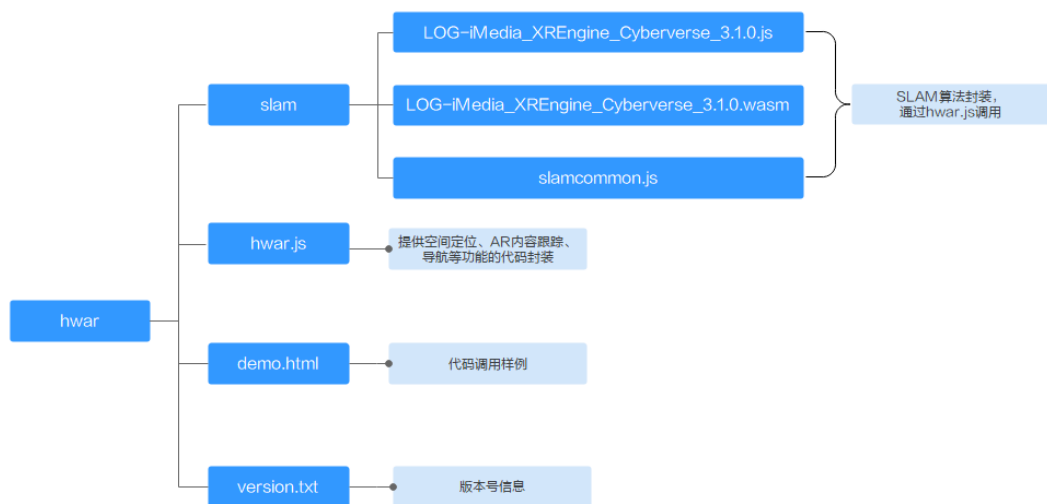 LOG-iMedia_XREngine_Cyberverse_3.1.0.js
slam
LOG-iMedia_XREngine_Cyberverse_3.1.0.wasm
SLAM算法封装，
通过hwar.js调用
slamcommon.js
hwar.js
提供空间定位、AR内容跟踪、
导航等功能的代码封装
hwar
demo.html
代码调用样例
version.txt
版本号信息